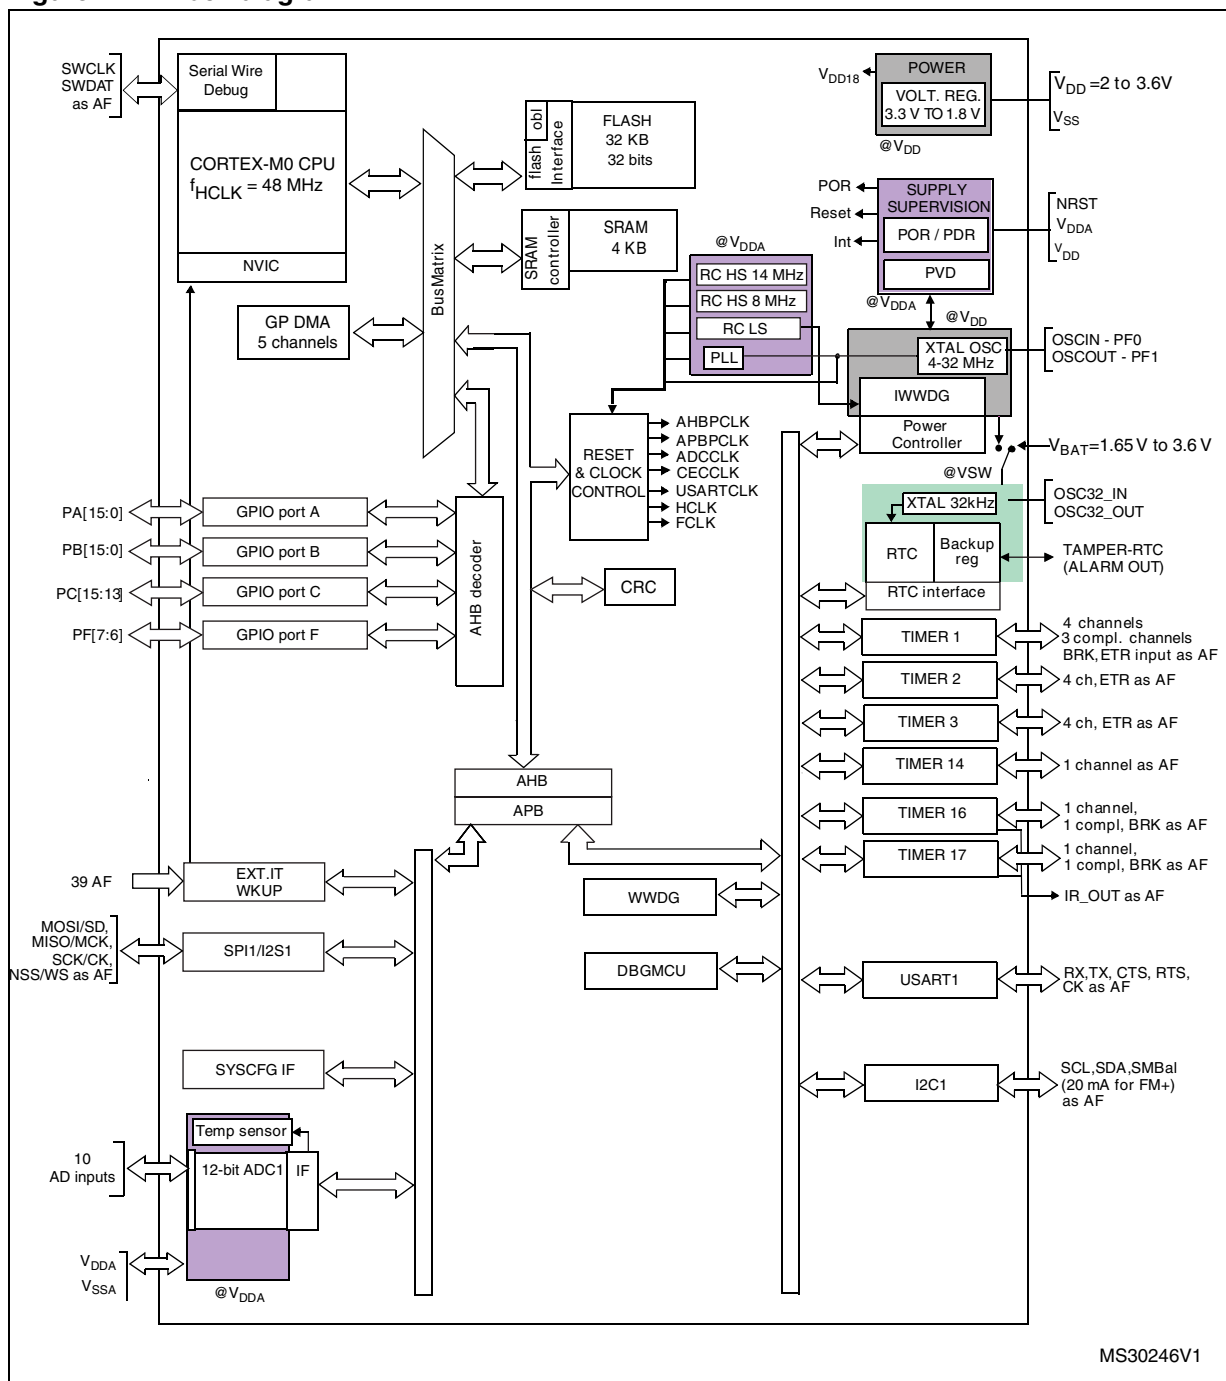 SWCLK
SWDAT
as AF
Serial Wire
Debug
CORTEX-M0 CPU
fHCLK = 48 MHz
NVIC
GP DMA
5 channels
BusMatrix
flash obl
Interface
FLASH
32 KB
32 bits
SRAM
controller
SRAM
4 KB
VDD18
POWER
VOLT. REG.
3.3 V TO 1.8 V
@VDD
VDD =2 to 3.6V
VSS
POR
Reset
Int
SUPPLY
SUPERVISION
POR / PDR
PVD
@VDDA
@VDD
NRST
VDDA
VDD
@VDDA
RC HS 14 MHz
RC HS 8 MHz
RC LS
PLL
XTAL OSC
4-32 MHz
IWWDG
Power
Controller
OSCIN - PF0
OSCOUT - PF1
VBAT=1.65 V to 3.6 V
@VSW
RESET
& CLOCK
CONTROL
AHBPCLK
APBPCLK
ADCCLK
CECCLK
USARTCLK
HCLK
FCLK
XTAL 32kHz
RTC
Backup
reg
RTC interface
OSC32_IN
OSC32_OUT
TAMPER-RTC
(ALARM OUT)
PA[15:0]
GPIO port A
PB[15:0]
GPIO port B
PC[15:13]
GPIO port C
PF[7:6]
GPIO port F
AHB decoder
CRC
TIMER 1
4 channels
3 compl. channels
BRK,ETR input as AF
TIMER 2
4 ch,ETR as AF
TIMER 3
4 ch, ETR as AF
TIMER 14
1 channel as AF
TIMER 16
1 channel,
1 compl, BRK as AF
TIMER 17
1 channel,
1 compl, BRK as AF
IR_OUT as AF
AHB
APB
39 AF
EXT.IT
WKUP
WWDG
MOSI/SD,
MISO/MCK,
SCK/CK,
NSS/WS as AF
SPI1/I2S1
DBGMCU
USART1
RX,TX, CTS, RTS,
CK as AF
SYSCFG IF
I2C1
SCL,SDA,SMBal
(20 mA for FM+)
as AF
Temp sensor
10
AD inputs
12-bit ADC1
IF
VDDA
VSSA
@VDDA
MS30246V1